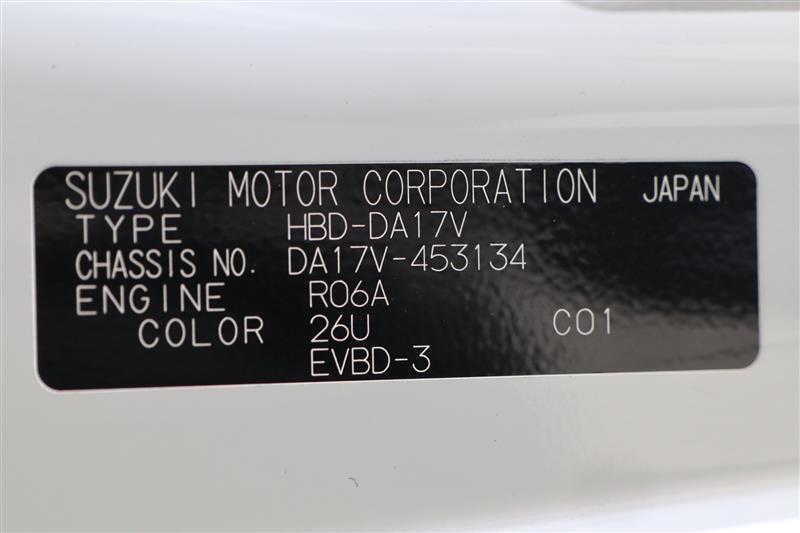 SUZUKI MOTOR CORPORATION JAPAN
TYPE HBD-DA17V
CHASSIS NO. DA17V-453134
ENGINE R06A
COLOR 26U C01
EVBD-3